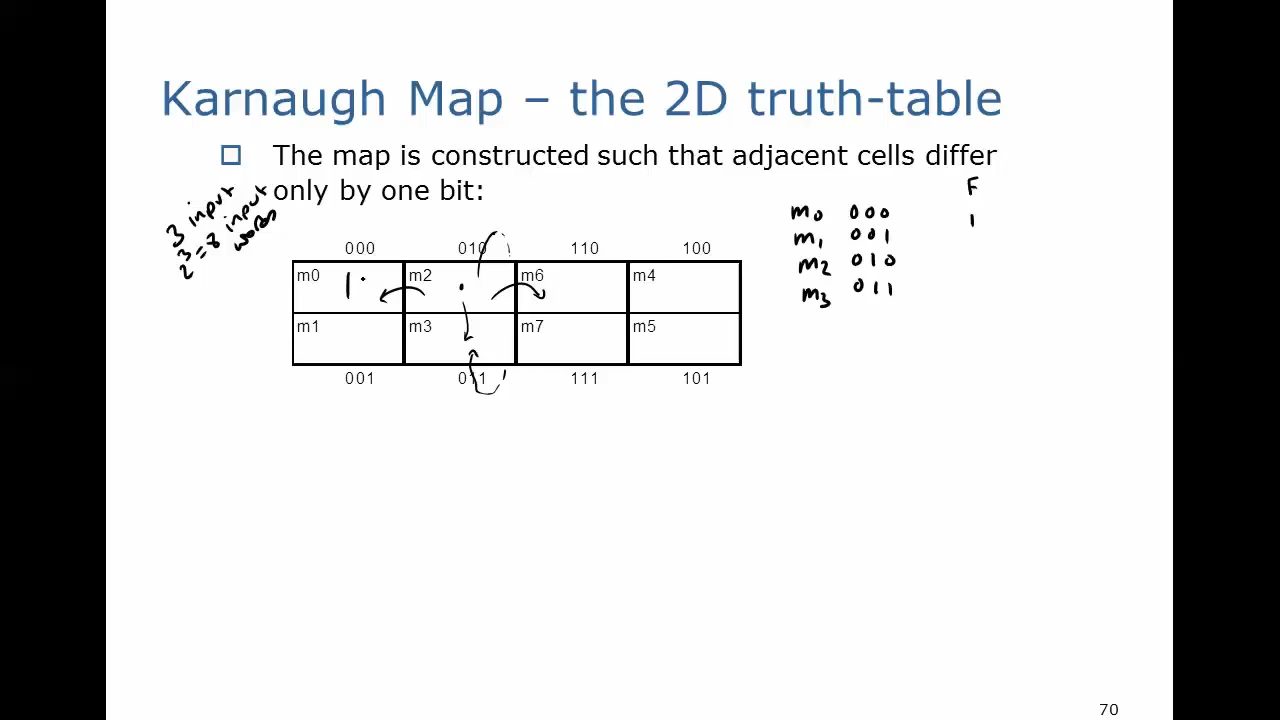 Karnaugh Map – the 2D truth-table
The map is constructed such that adjacent cells differ
only by one bit:
3 input
2³=8 input
words
000 010 110 100
m0 1 m2 m6 m4
m1 m3 m7 m5
001 011 111 101
F
m0 000 1
m1 001
m2 010
m3 011
70